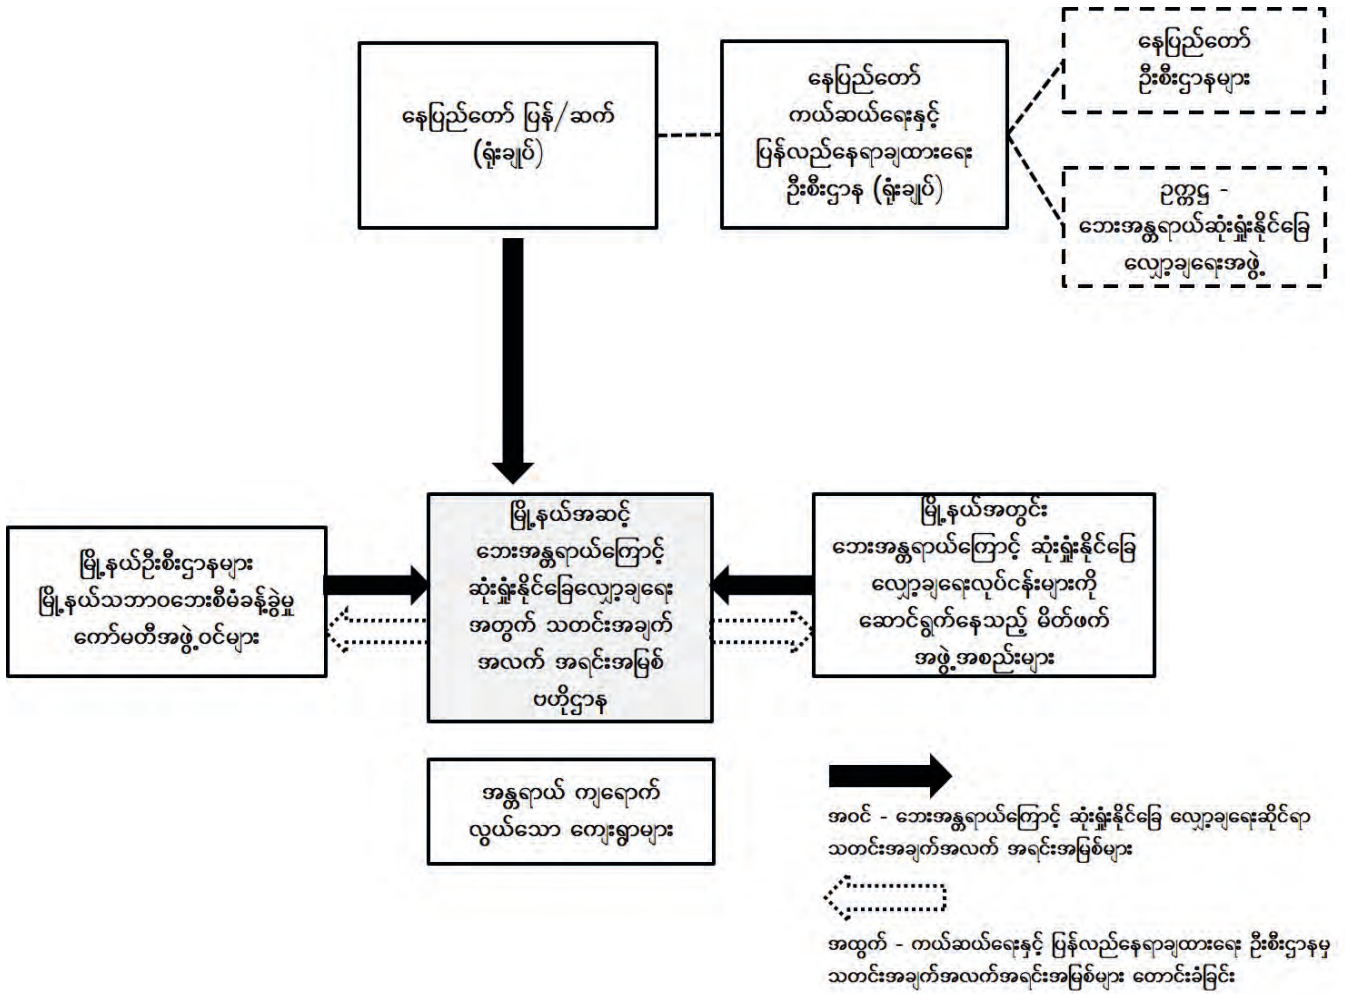 နေပြည်တော် ပြန်/ဆက်
(ရုံးချုပ်)
နေပြည်တော်
ကယ်ဆယ်ရေးနှင့်
ပြန်လည်နေရာချထားရေး
ဦးစီးဌာန (ရုံးချုပ်)
နေပြည်တော်
ဦးစီးဌာနများ
ဥက္ကဋ္ဌ -
ဘေးအန္တရာယ်ဆုံးရှုံးနိုင်ခြေ
လျှော့ချရေးအဖွဲ့
မြို့နယ်ဦးစီးဌာနများ
မြို့နယ်သဘာဝဘေးစီမံခန့်ခွဲမှု
ကော်မတီအဖွဲ့ဝင်များ
မြို့နယ်အဆင့်
ဘေးအန္တရာယ်ကြောင့်
ဆုံးရှုံးနိုင်ခြေလျှော့ချရေး
အတွက် သတင်းအချက်
အလက် အရင်းအမြစ်
ဗဟိုဌာန
မြို့နယ်အတွင်း
ဘေးအန္တရာယ်ကြောင့် ဆုံးရှုံးနိုင်ခြေ
လျှော့ချရေးလုပ်ငန်းများကို
ဆောင်ရွက်နေသည့် မိတ်ဖက်
အဖွဲ့အစည်းများ
အန္တရာယ် ကျရောက်
လွယ်သော ကျေးရွာများ
အဝင် - ဘေးအန္တရာယ်ကြောင့် ဆုံးရှုံးနိုင်ခြေ လျှော့ချရေးဆိုင်ရာ
သတင်းအချက်အလက် အရင်းအမြစ်များ
အထွက် - ကယ်ဆယ်ရေးနှင့် ပြန်လည်နေရာချထားရေး ဦးစီးဌာနမှ
သတင်းအချက်အလက်အရင်းအမြစ်များ တောင်းခံခြင်း